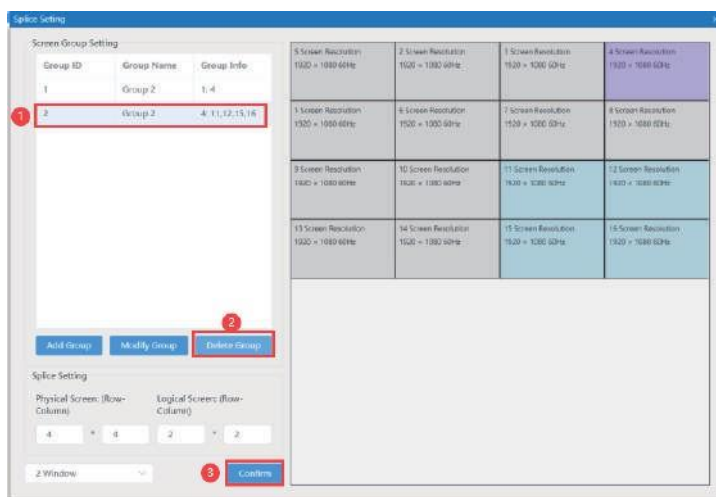 Splice Seting
Screen Group Setting
Group ID Group Name Group Info
1 Group 2 1: 4
1 2 Group 2 4: 11,12,15,16
2
Add Group Modify Group Delete Group
Splice Setting
Physical Screen: (Row-
Column)
Logical Screen: (Row-
Column)
4 * 4 2 * 2
2 Window
3 Confirm
Screen Resolution 2 Screen Resolution Screen Resolution 4 Screen Resolution
1920 × 1080 60Hz 1920 × 1080 60Hz 1920 × 1080 60Hz 1920 × 1080 60Hz
Screen Resolution 6 Screen Resolution 7 Screen Resolution 8 Screen Resolution
1920 × 1080 60Hz 1920 × 1080 60Hz 1920 × 1080 60Hz 1920 × 1080 60Hz
9 Screen Resolution 10 Screen Resolution 11 Screen Resolution 12 Screen Resolution
1920 × 1080 60Hz 1920 × 1080 60Hz 1920 × 1080 60Hz 1920 × 1080 60Hz
13 Screen Resolution 14 Screen Resolution 15 Screen Resolution 16 Screen Resolution
1920 × 1080 60Hz 1920 × 1080 60Hz 1920 × 1080 60Hz 1920 × 1080 60Hz